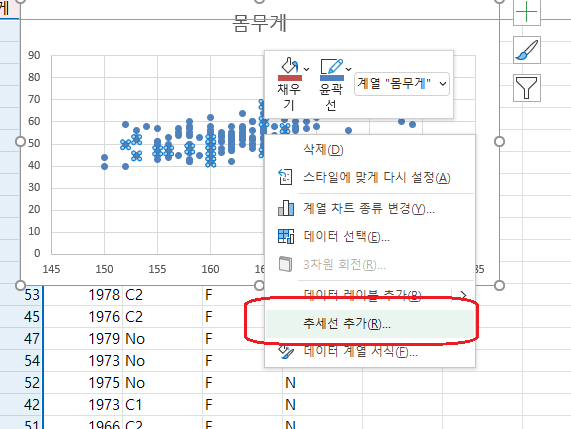 게
몸무게
90
80
70
60
50
40
30
20
10
0
145 150 155 160
채우기
윤곽선
계열 "몸무게"
삭제(D)
스타일에 맞게 다시 설정(A)
계열 차트 종류 변경(Y)...
데이터 선택(E)...
3차원 회전(R)...
데이터 레이블 추가(B)
추세선 추가(R)...
데이터 계열 서식(F)...
53 1978 C2 F
45 1976 C2 F
47 1979 No F
54 1973 No F
52 1975 No F N
42 1973 C1 F N
51 1966 C2 F N